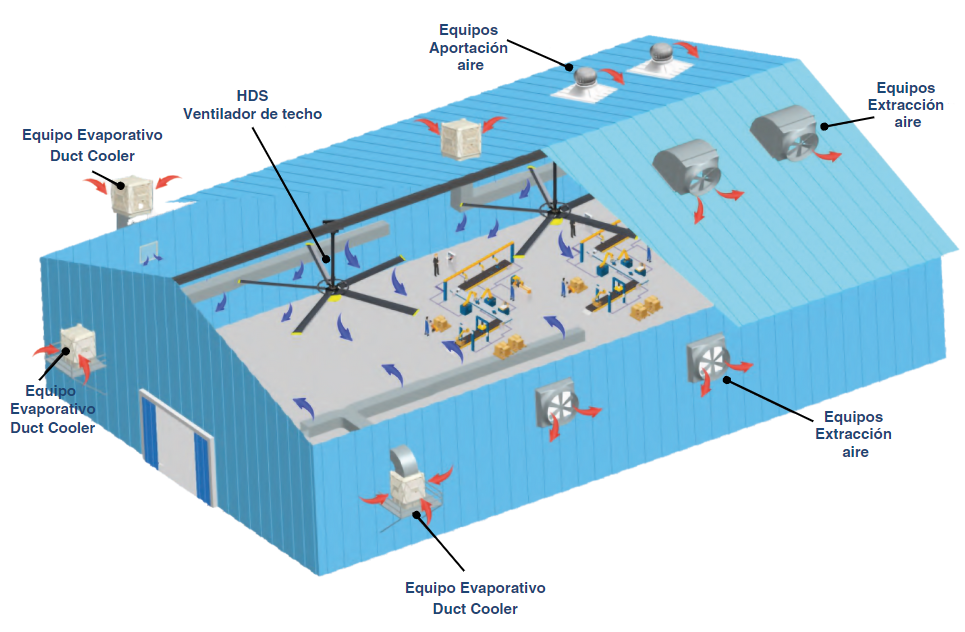 Equipos
Aportación
aire
HDS
Ventilador de techo
Equipos
Extracción
aire
Equipo Evaporativo
Duct Cooler
Equipo
Evaporativo
Duct Cooler
Equipos
Extracción
aire
Equipo Evaporativo
Duct Cooler